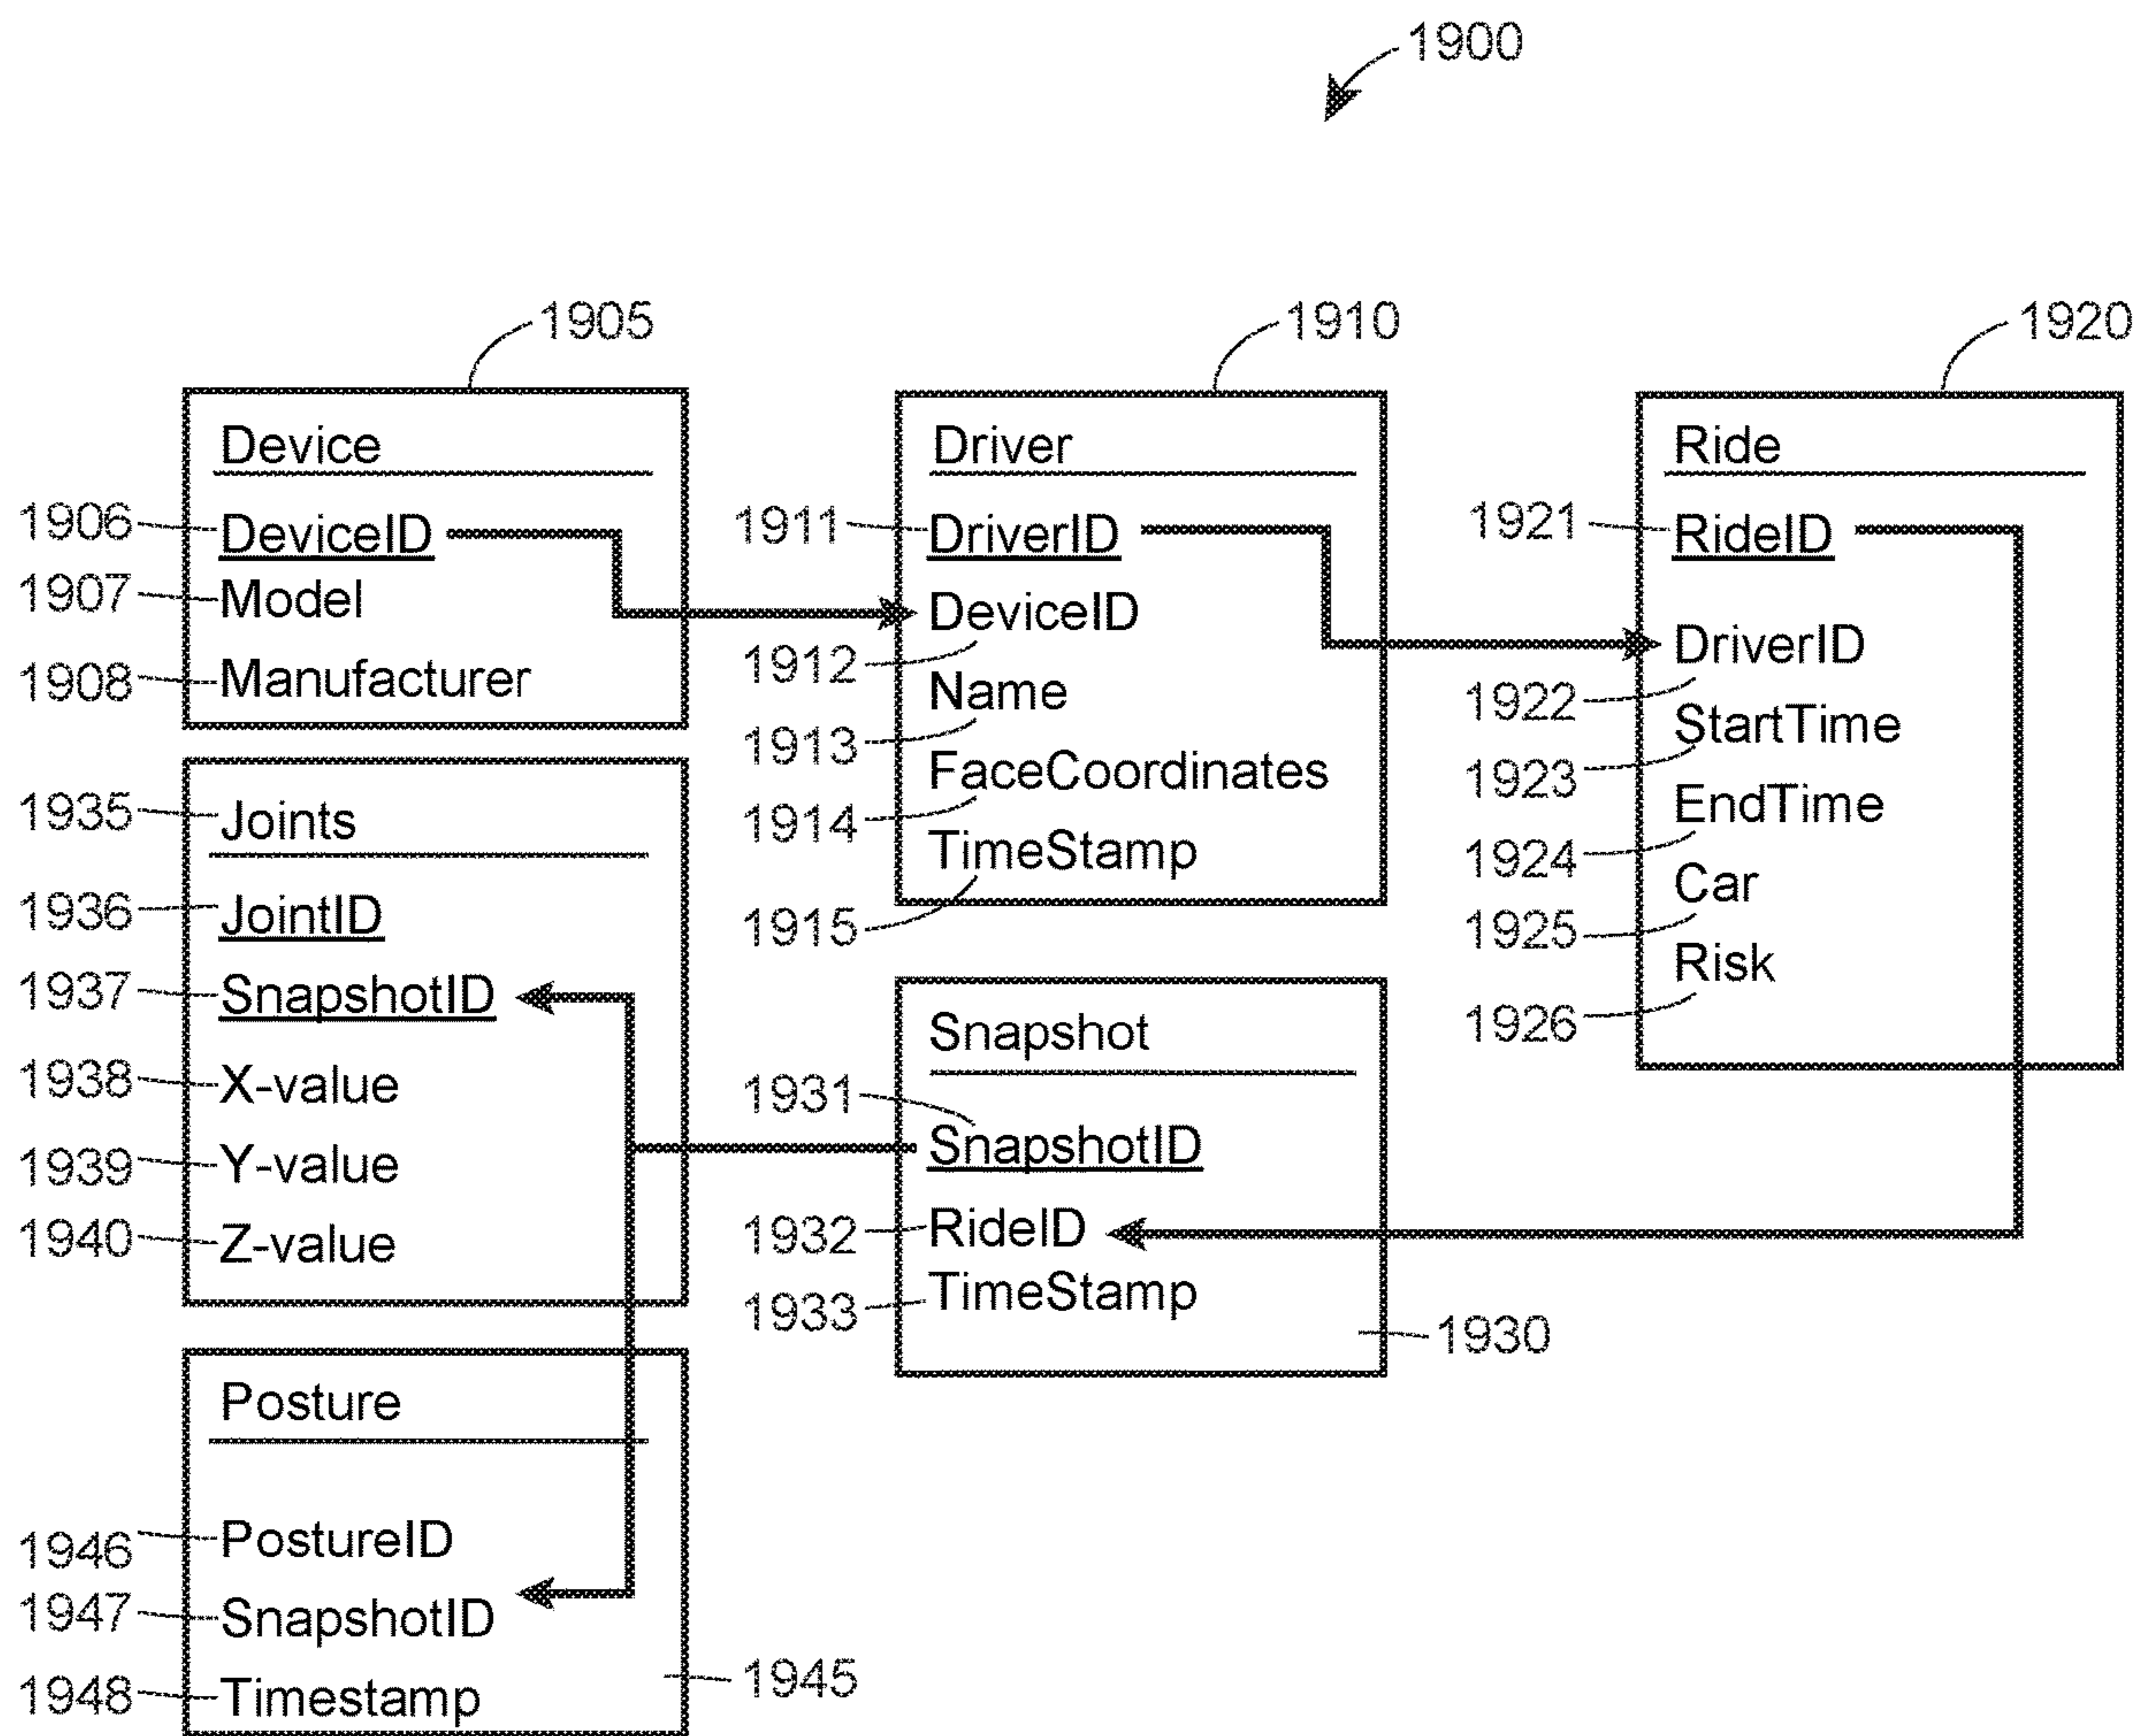 1900
1905
Device
1906 DeviceID
1907 Model
1908 Manufacturer
1910
Driver
1911 DriverID
DeviceID
1912
Name
1913
FaceCoordinates
1914
TimeStamp
1915
1920
Ride
1921 RideID
DriverID
1922
StartTime
1923
EndTime
1924
Car
1925
Risk
1926
1935 Joints
1936 JointID
1937 SnapshotID
1938 X-value
1939 Y-value
1940 Z-value
Snapshot
1931
SnapshotID
1932 RideID
1933 TimeStamp
1930
Posture
1946 PostureID
1947 SnapshotID
1948 Timestamp
1945